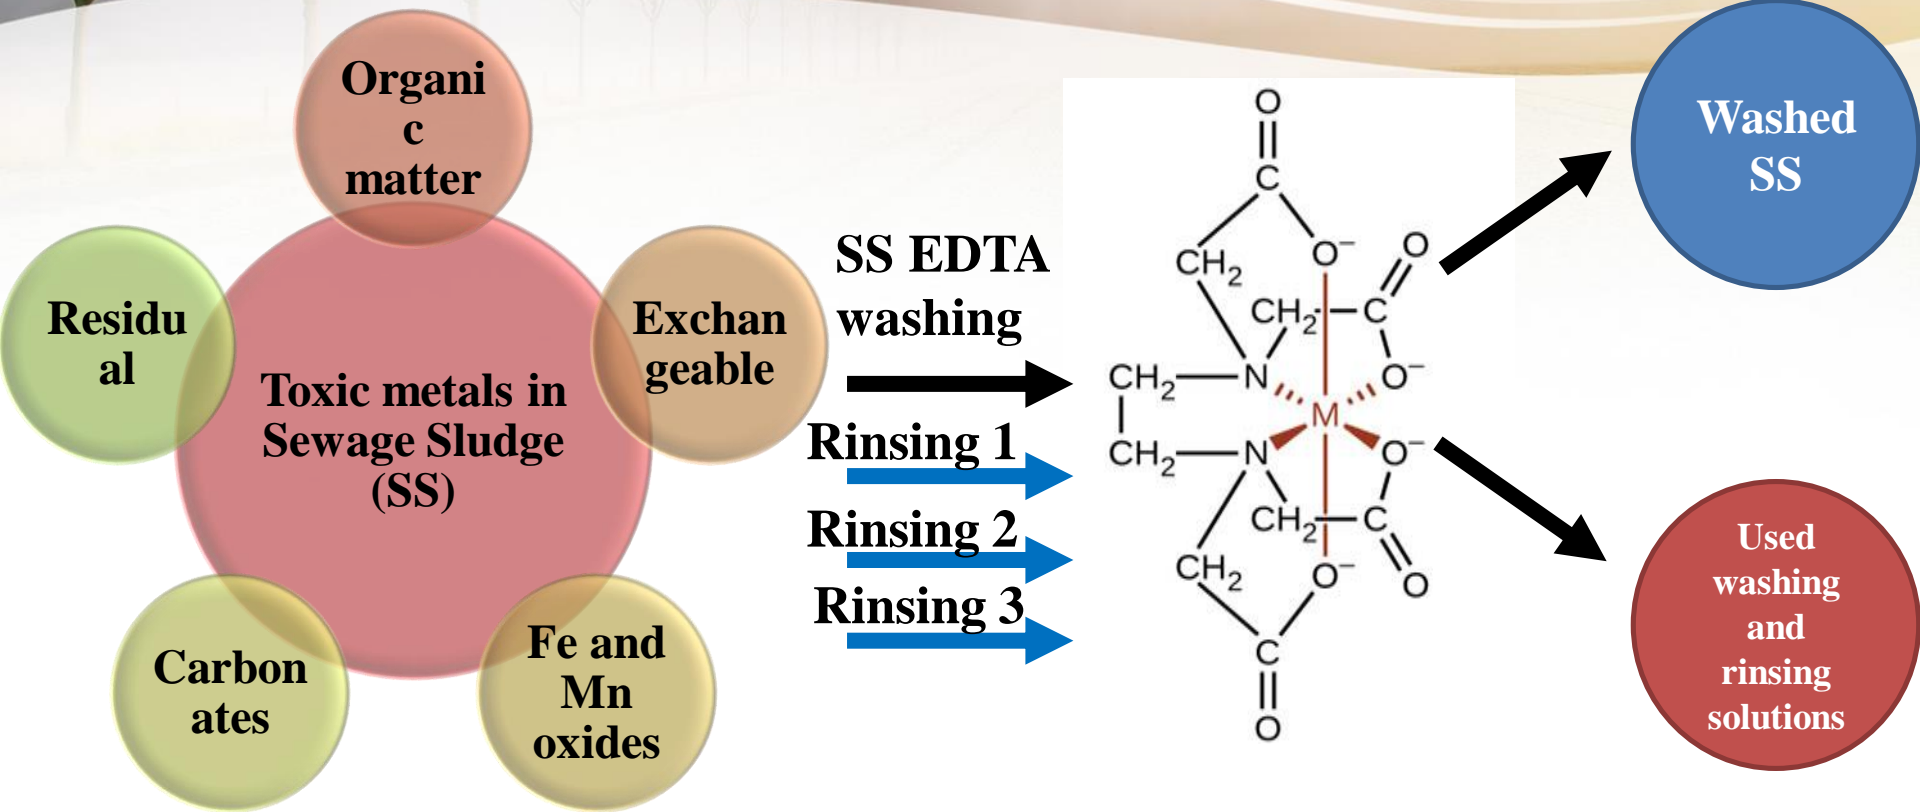 Organi
c
matter
Residu
al
Exchan
geable
Toxic metals in
Sewage Sludge
(SS)
Carbon
ates
Fe and
Mn
oxides
SS EDTA
washing
Rinsing 1
Rinsing 2
Rinsing 3
O
C
O⁻
O
CH₂
CH₂
C
CH₂
N
O⁻
M
CH₂
N
O⁻
CH₂
C
CH₂
O⁻
O
C
O
Washed
SS
Used
washing
and
rinsing
solutions